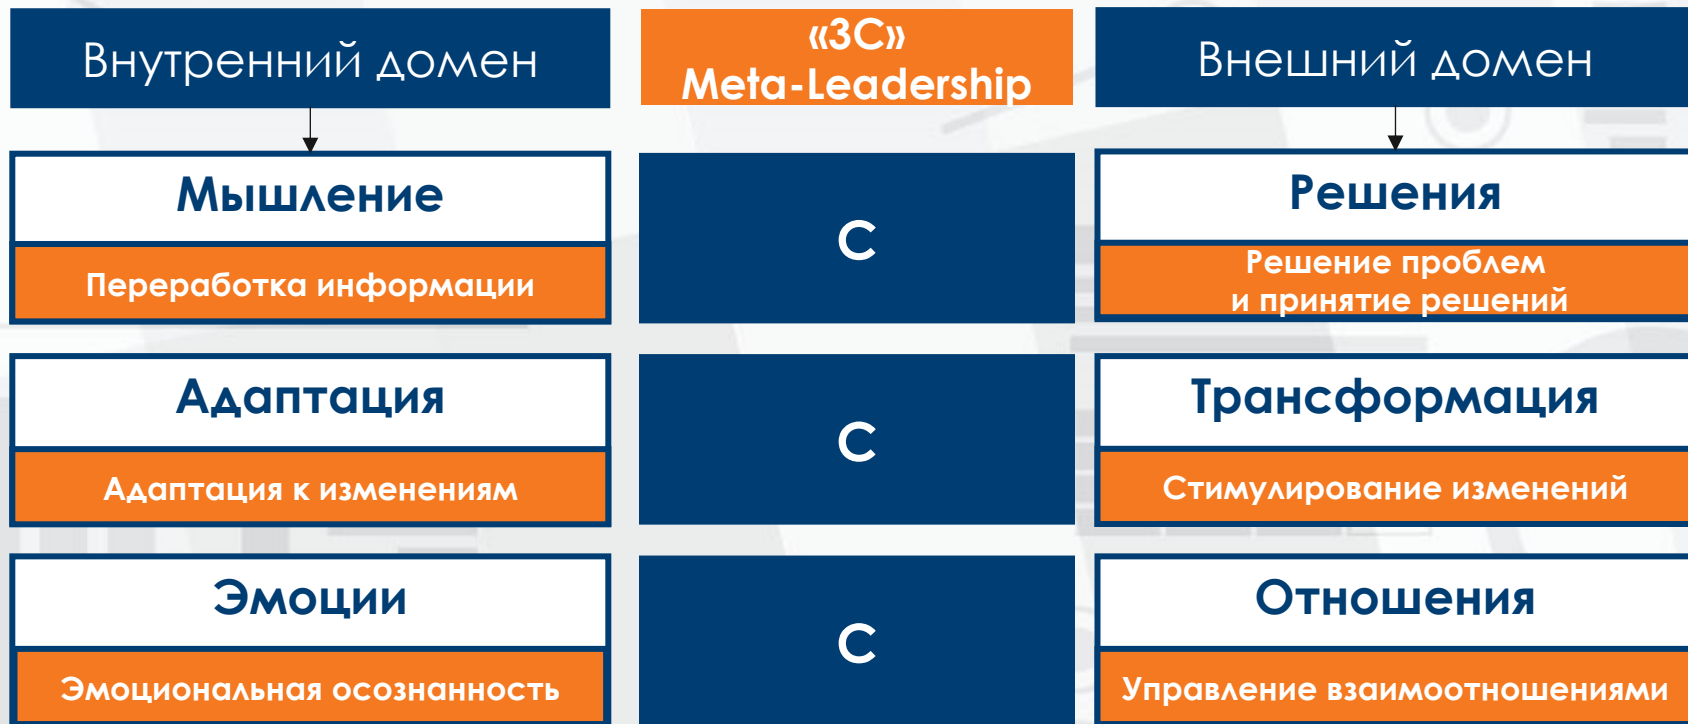 Внутренний домен
«3С»
Meta-Leadership
Внешний домен
Мышление
Переработка информации
С
Решения
Решение проблем
и принятие решений
Адаптация
Адаптация к изменениям
С
Трансформация
Стимулирование изменений
Эмоции
Эмоциональная осознанность
С
Отношения
Управление взаимоотношениями